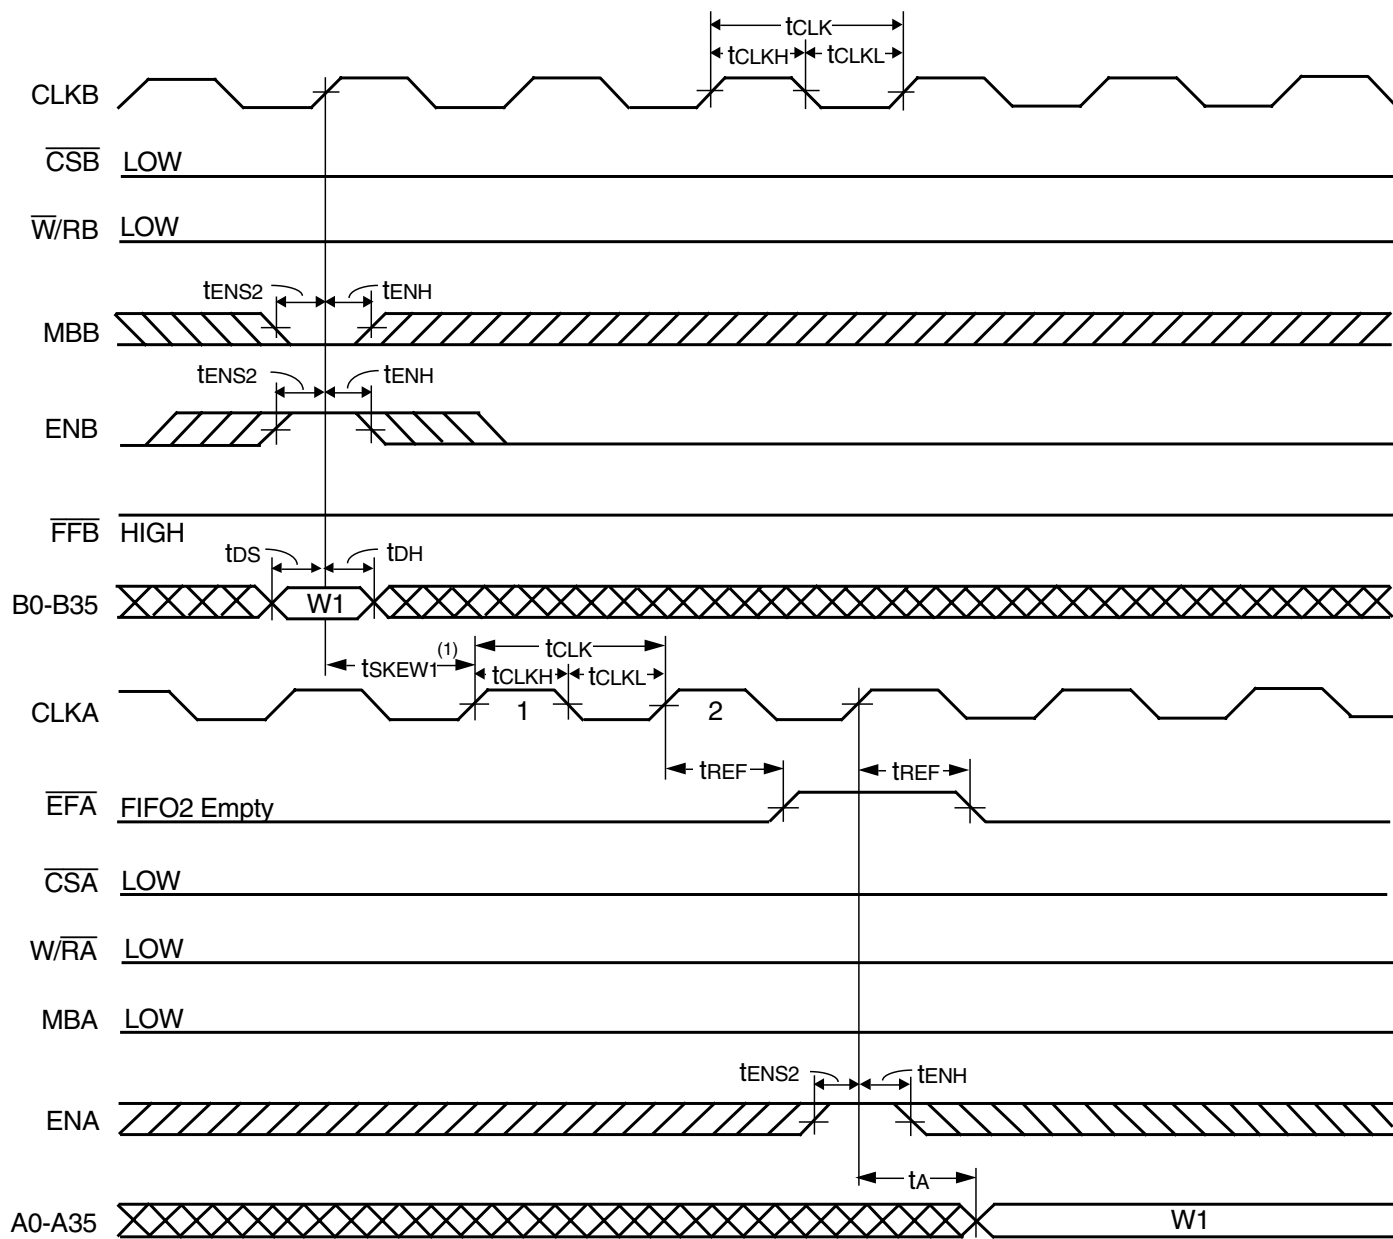 tCLK
tCLKH tCLKL
CLKB
CSB LOW
W/RB LOW
tENS2 tENH
MBB
tENS2 tENH
ENB
FFB HIGH
tDS tDH
B0-B35 W1
tSKEW1(1) tCLK
tCLKH tCLKL
CLKA 1 2
tREF tREF
EFA FIFO2 Empty
CSA LOW
W/RA LOW
MBA LOW
tENS2 tENH
ENA
tA
A0-A35 W1